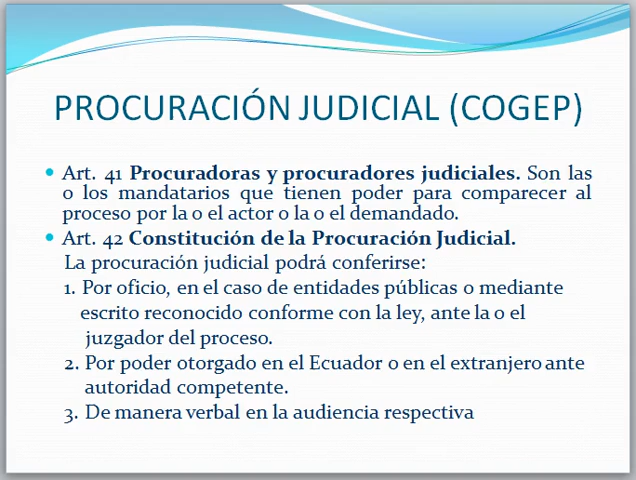 PROCURACIÓN JUDICIAL (COGEP)
Art. 41 Procuradoras y procuradores judiciales. Son las
o los mandatarios que tienen poder para comparecer al
proceso por la o el actor o la o el demandado.
Art. 42 Constitución de la Procuración Judicial.
La procuración judicial podrá conferirse:
1. Por oficio, en el caso de entidades públicas o mediante
escrito reconocido conforme con la ley, ante la o el
juzgador del proceso.
2. Por poder otorgado en el Ecuador o en el extranjero ante
autoridad competente.
3. De manera verbal en la audiencia respectiva